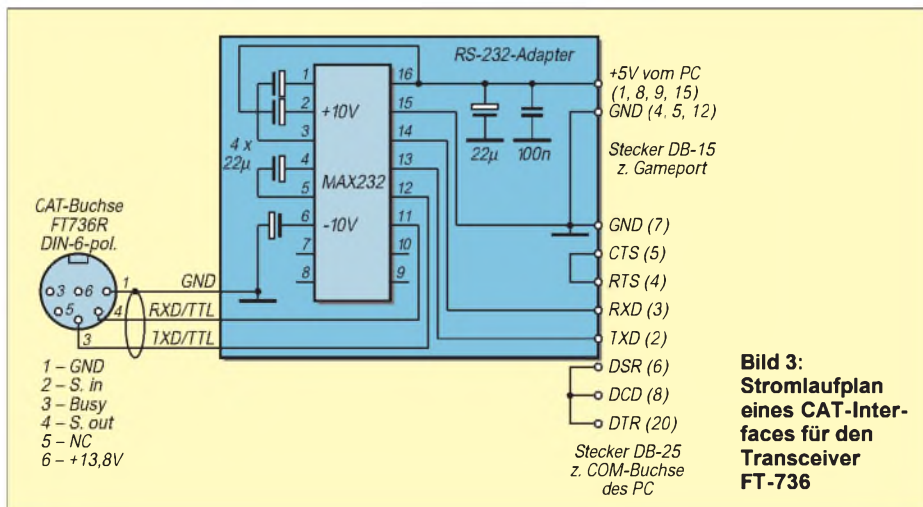 RS-232-Adapter
1
2
3
4
5
6
7
8
+10V
-10V
MAX232
16
15
14
13
12
11
10
9
4 x
22µ
22µ
100n
+5V vom PC
(1, 8, 9, 15)
GND (4, 5, 12)
Stecker DB-15
z. Gameport
GND (7)
CTS (5)
RTS (4)
RXD (3)
TXD (2)
DSR (6)
DCD (8)
DTR (20)
Stecker DB-25
z. COM-Buchse
des PC
CAT-Buchse
FT736R
DIN-6-pol.
3
6
5
1
4
3
GND
RXD/TTL
TXD/TTL
1 – GND
2 – S. in
3 – Busy
4 – S. out
5 – NC
6 – +13,8V
Bild 3:
Stromlaufplan
eines CAT-Inter-
faces für den
Transceiver
FT-736